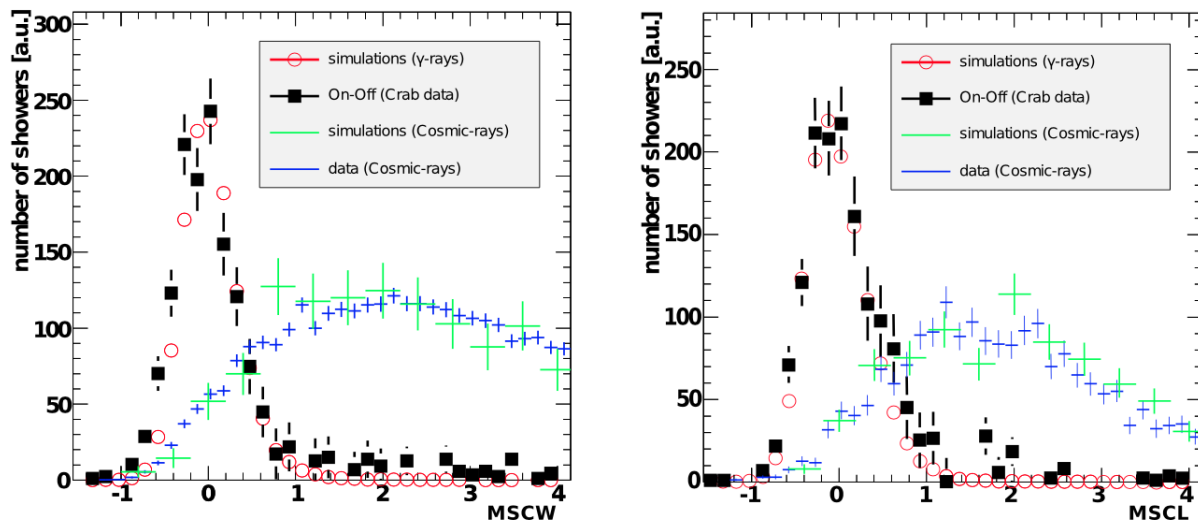 number of showers [a.u.]
300
250
200
150
100
50
0
simulations (γ-rays)
On-Off (Crab data)
simulations (Cosmic-rays)
data (Cosmic-rays)
-1 0 1 2 3 4
MSCW
number of showers [a.u.]
250
200
150
100
50
0
simulations (γ-rays)
On-Off (Crab data)
simulations (Cosmic-rays)
data (Cosmic-rays)
-1 0 1 2 3 4
MSCL